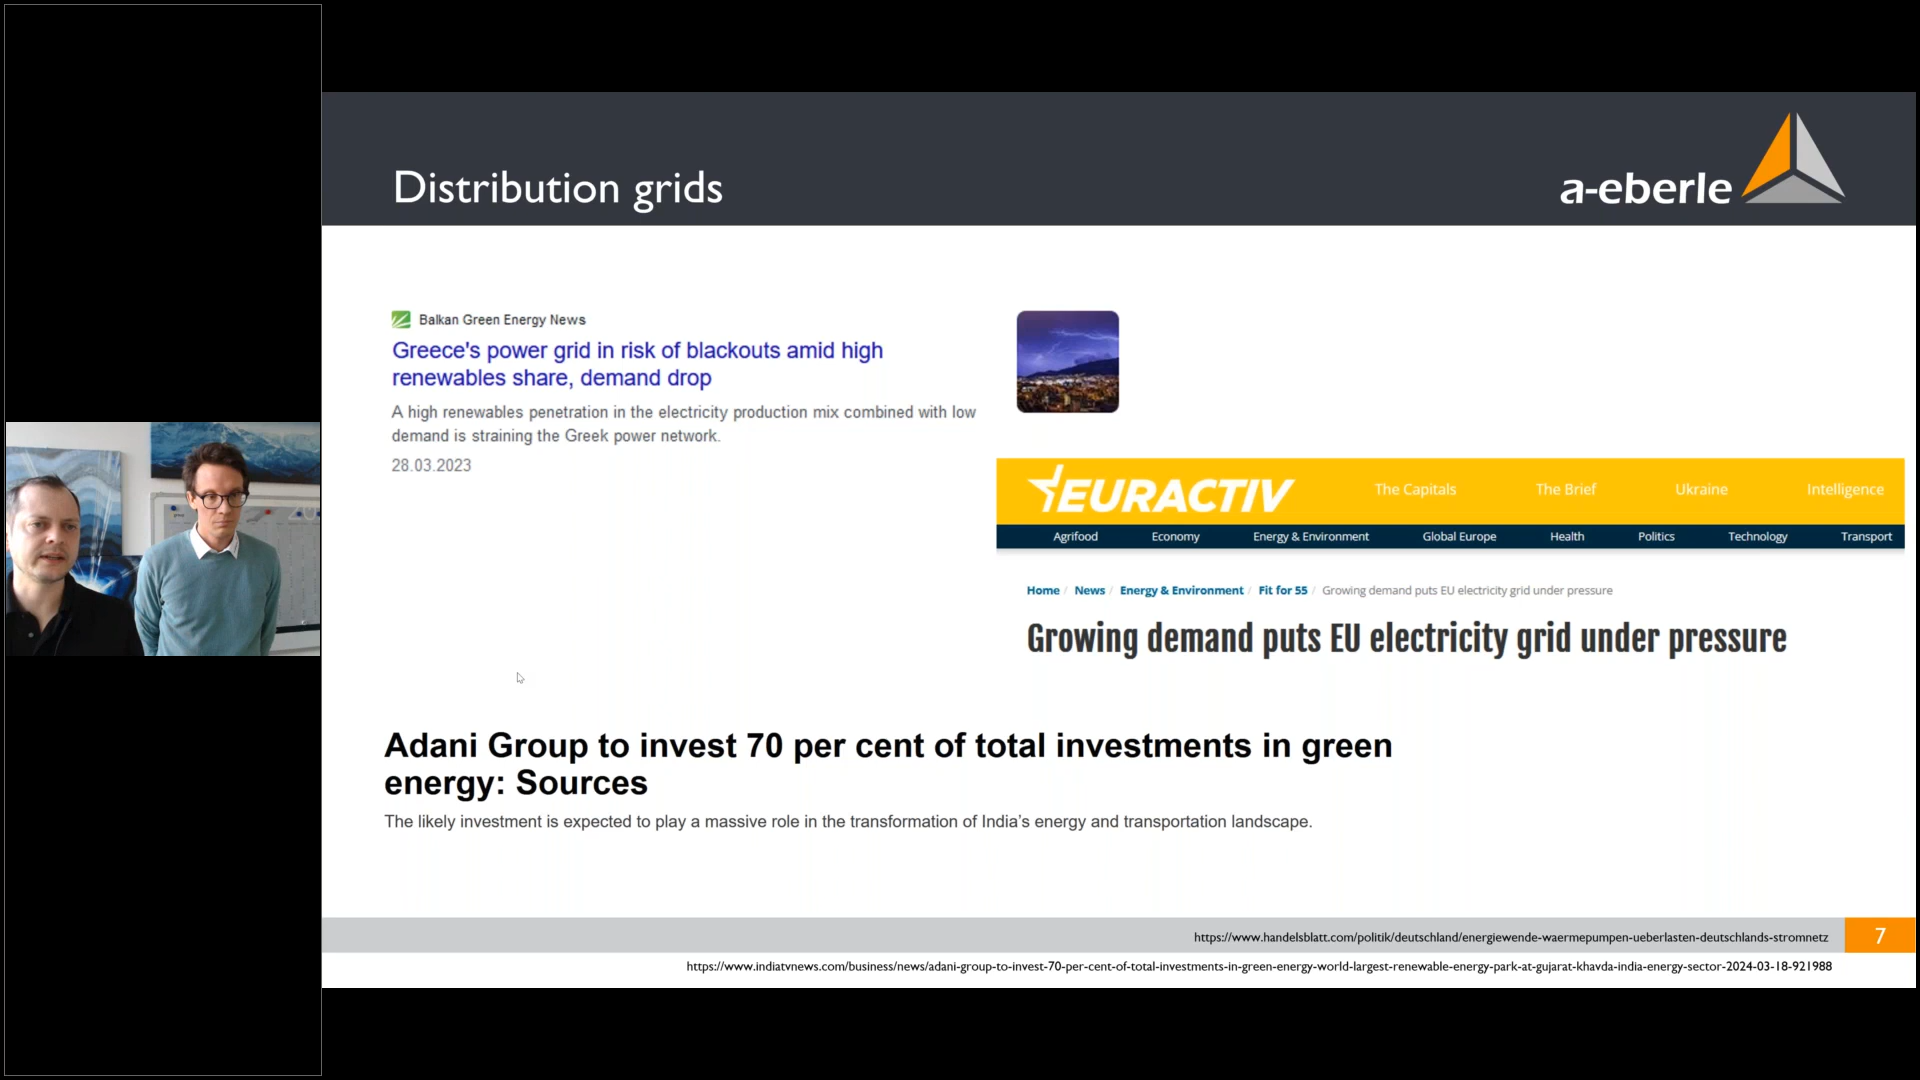 Distribution grids
a-eberle
Balkan Green Energy News
Greece's power grid in risk of blackouts amid high
renewables share, demand drop
A high renewables penetration in the electricity production mix combined with low
demand is straining the Greek power network.
28.03.2023
EURACTIV The Capitals The Brief Ukraine Intelligence
Agrifood Economy Energy & Environment Global Europe Health Politics Technology Transport
Home / News / Energy & Environment / Fit for 55 / Growing demand puts EU electricity grid under pressure
Growing demand puts EU electricity grid under pressure
Adani Group to invest 70 per cent of total investments in green
energy: Sources
The likely investment is expected to play a massive role in the transformation of India’s energy and transportation landscape.
https://www.handelsblatt.com/politik/deutschland/energiewende-waermepumpen-ueberlasten-deutschlands-stromnetz
7
https://www.indiatvnews.com/business/news/adani-group-to-invest-70-per-cent-of-total-investments-in-green-energy-world-largest-renewable-energy-park-at-gujarat-khavda-india-energy-sector-2024-03-18-921988